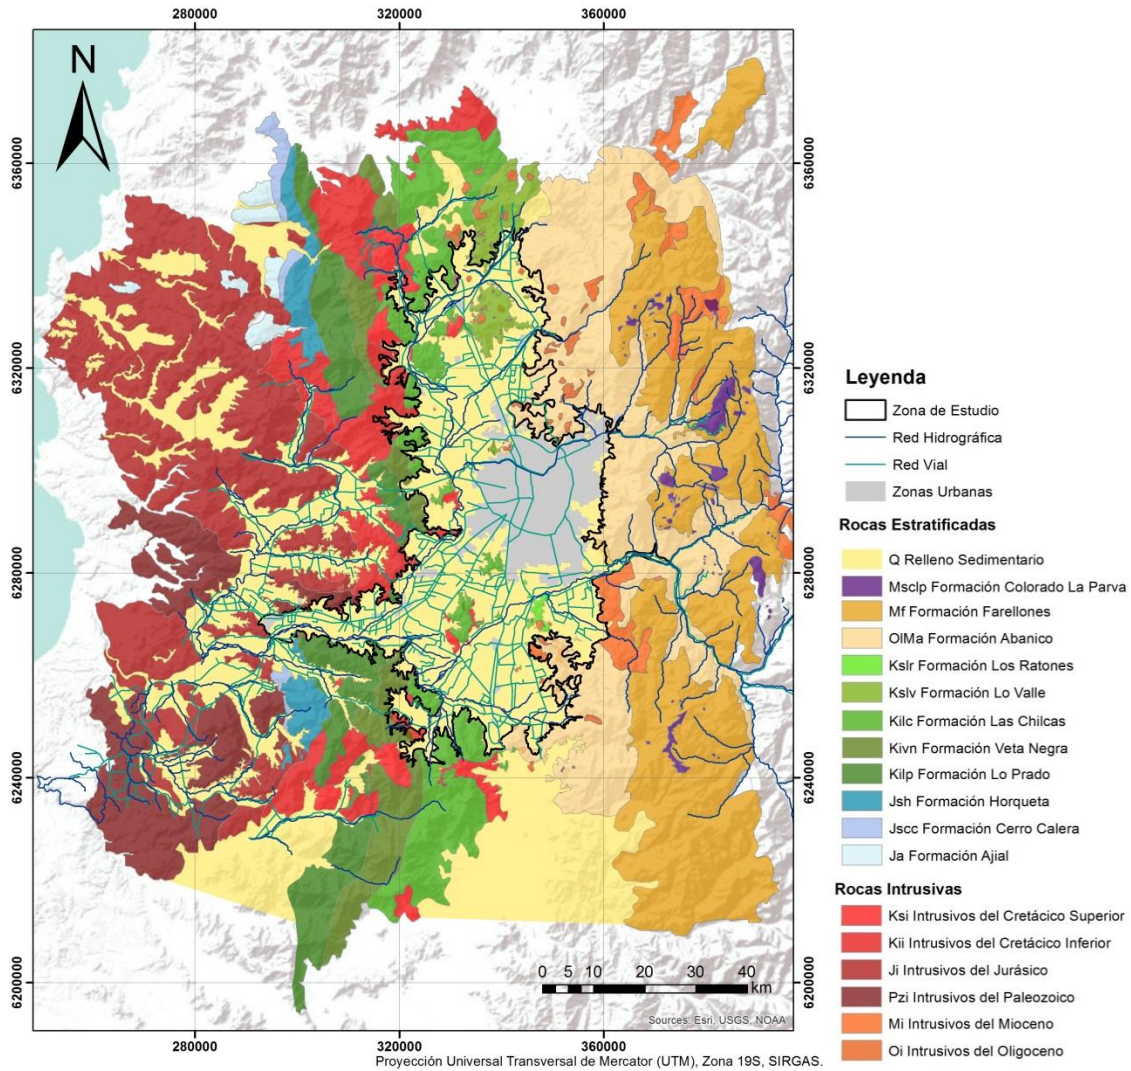 280000 320000 360000
N
6360000 6360000
6320000 6320000
6280000 6280000
6240000 6240000
6200000 6200000
0 5 10 20 30 40
km
Sources: Esri, USGS, NOAA
280000 320000 360000
Proyección Universal Transversal de Mercator (UTM), Zona 19S, SIRGAS.
Leyenda
Zona de Estudio
Red Hidrográfica
Red Vial
Zonas Urbanas
Rocas Estratificadas
Q Relleno Sedimentario
Msclp Formación Colorado La Parva
Mf Formación Farellones
OlMa Formación Abanico
Kslr Formación Los Ratones
Kslv Formación Lo Valle
Kilc Formación Las Chilcas
Kivn Formación Veta Negra
Kilp Formación Lo Prado
Jsh Formación Horqueta
Jscc Formación Cerro Calera
Ja Formación Ajial
Rocas Intrusivas
Ksi Intrusivos del Cretácico Superior
Kii Intrusivos del Cretácico Inferior
Ji Intrusivos del Jurásico
Pzi Intrusivos del Paleozoico
Mi Intrusivos del Mioceno
Oi Intrusivos del Oligoceno